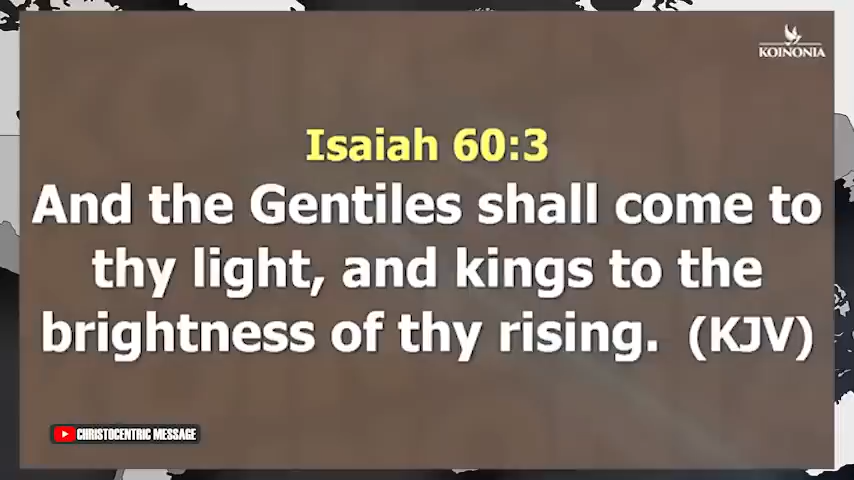 KOINONIA
Isaiah 60:3
And the Gentiles shall come to
thy light, and kings to the
brightness of thy rising. (KJV)
CHRISTOCENTRIC MESSAGE